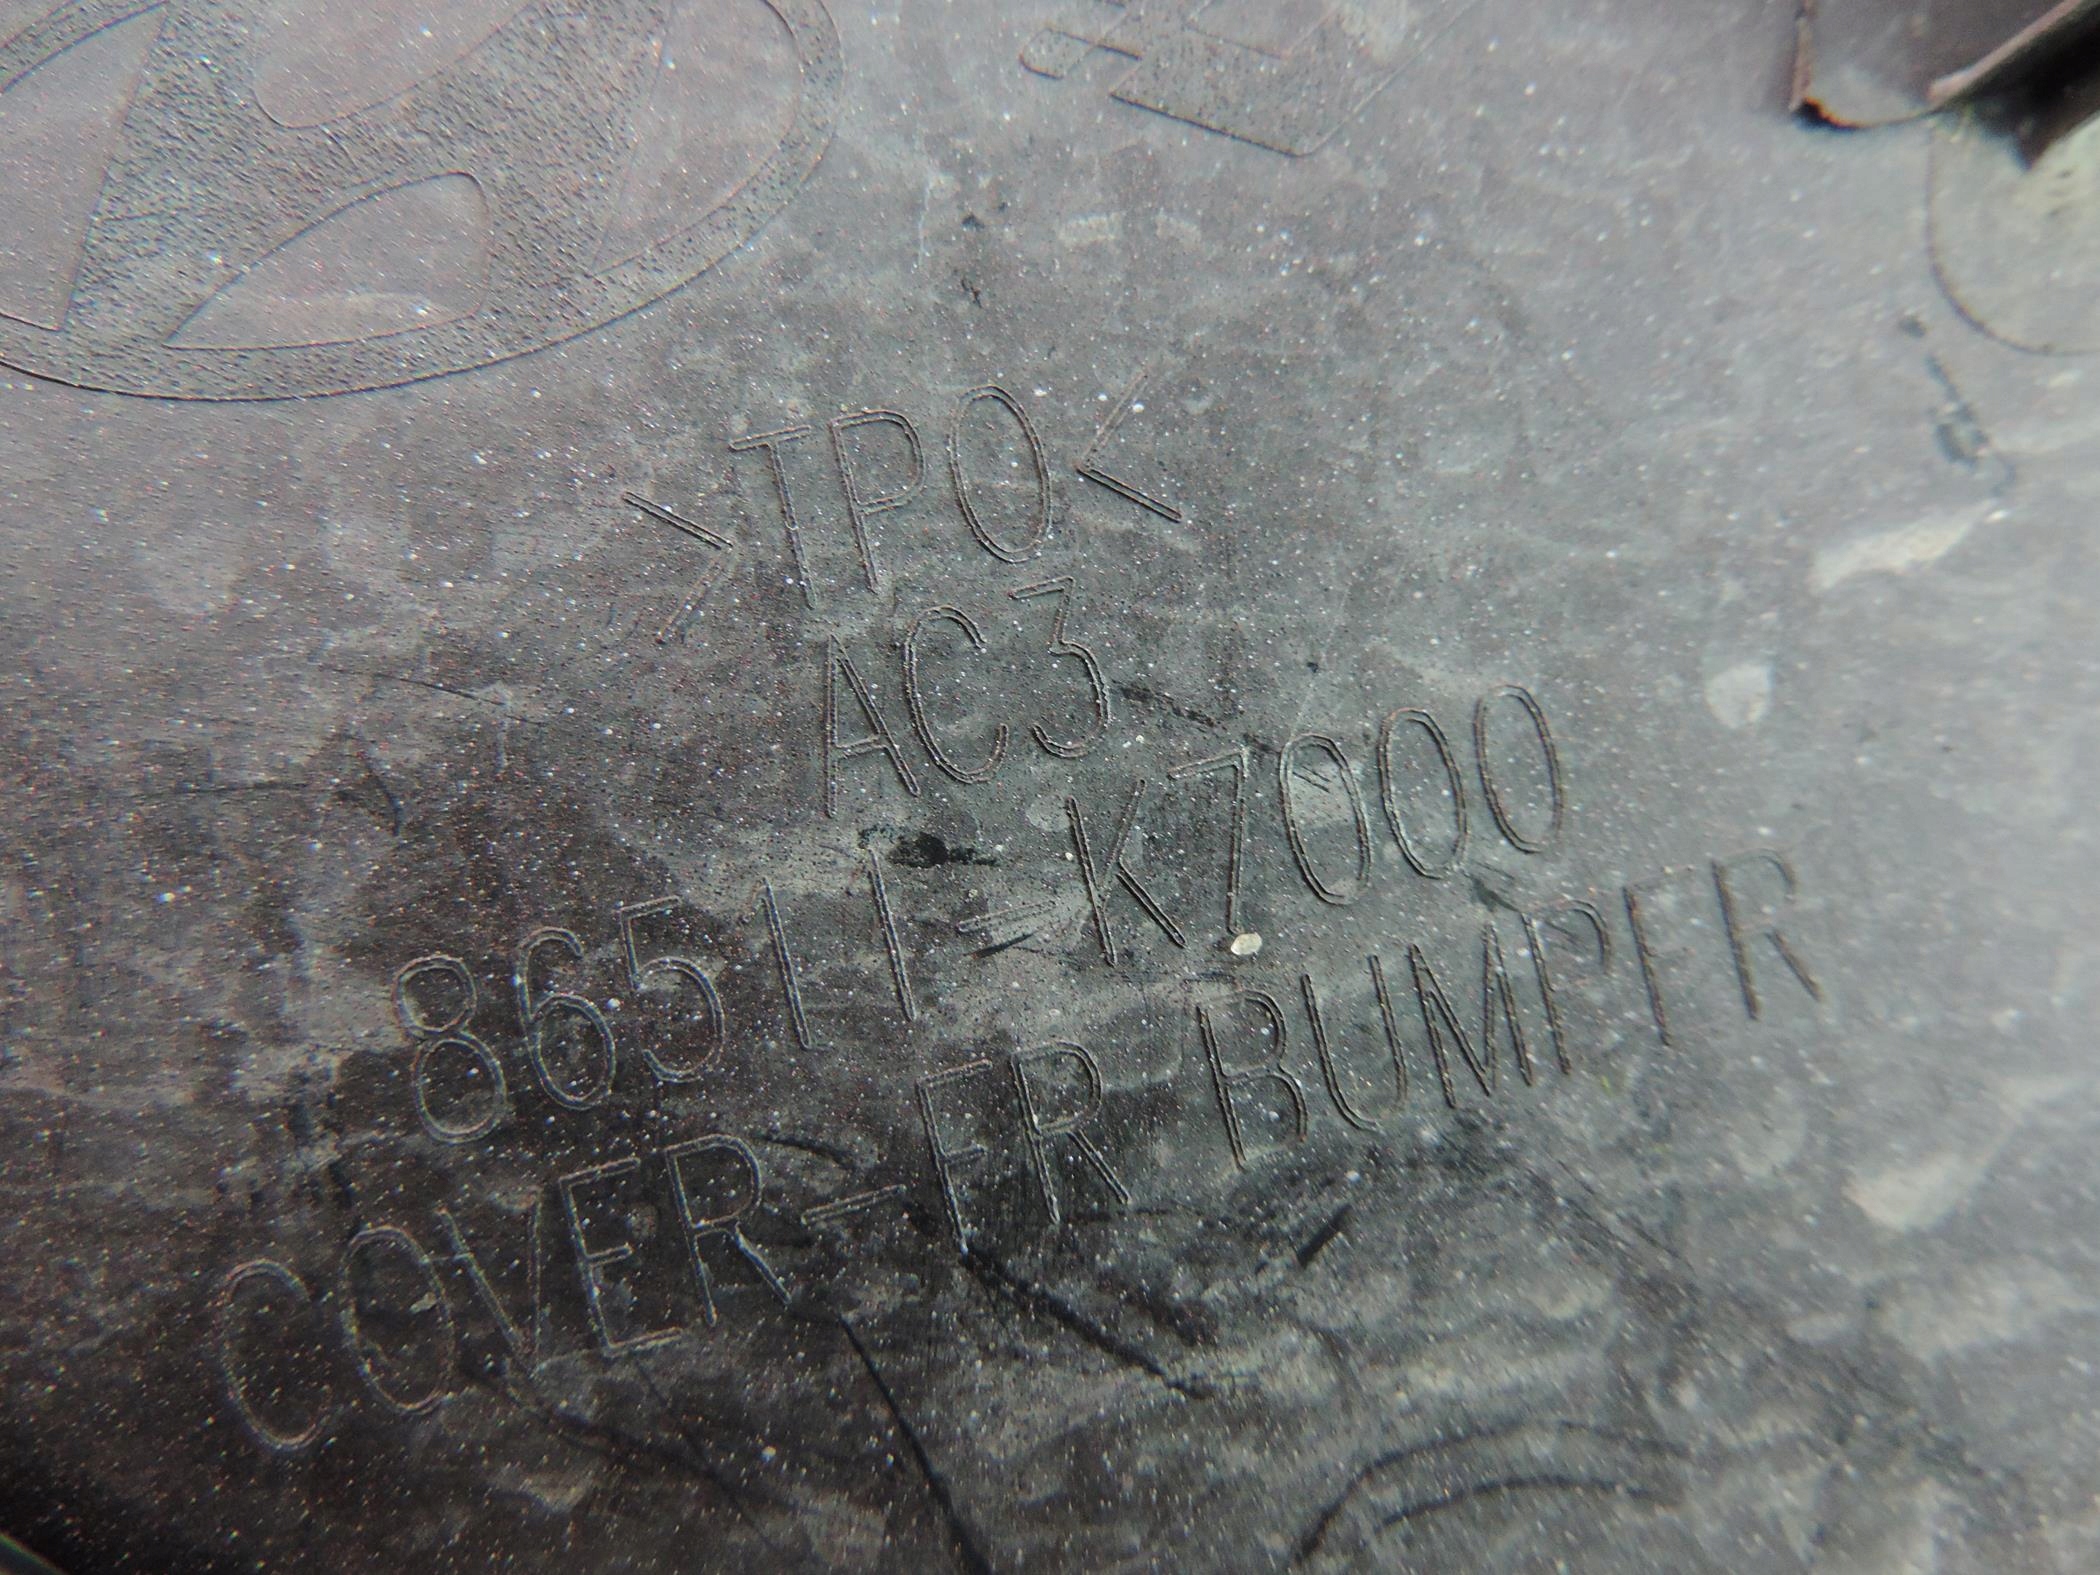 >TPO<
AC3
86511-K7000
COVER-FR BUMPER